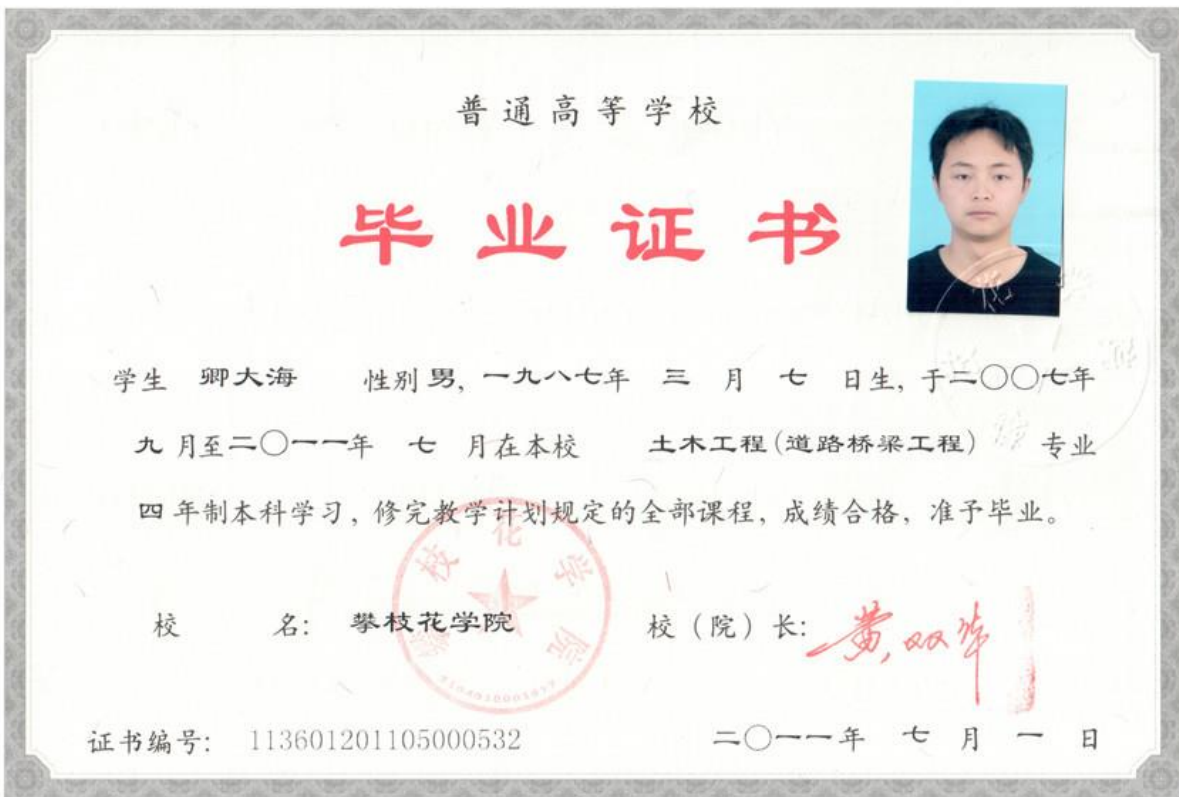 普通高等学校
毕业证书
学生 卿大海 性别 男, 一九八七年 三 月 七 日生, 于二〇〇七年
九 月至二〇一一年 七 月在本校 土木工程(道路桥梁工程) 专业
四 年制本科学习, 修完教学计划规定的全部课程, 成绩合格, 准予毕业。
攀枝花学院
校 名: 攀枝花学院 校 (院) 长: 黄双华
证书编号: 113601201105000532 二〇一一年 七 月 一 日